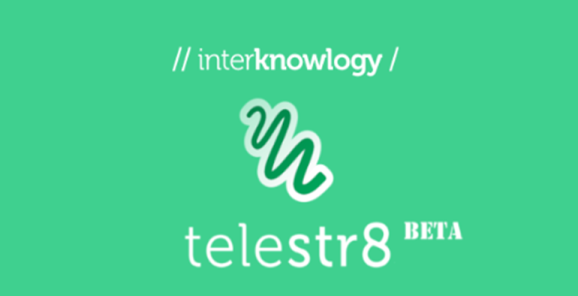 // interknowlogy /
telestr8 BETA